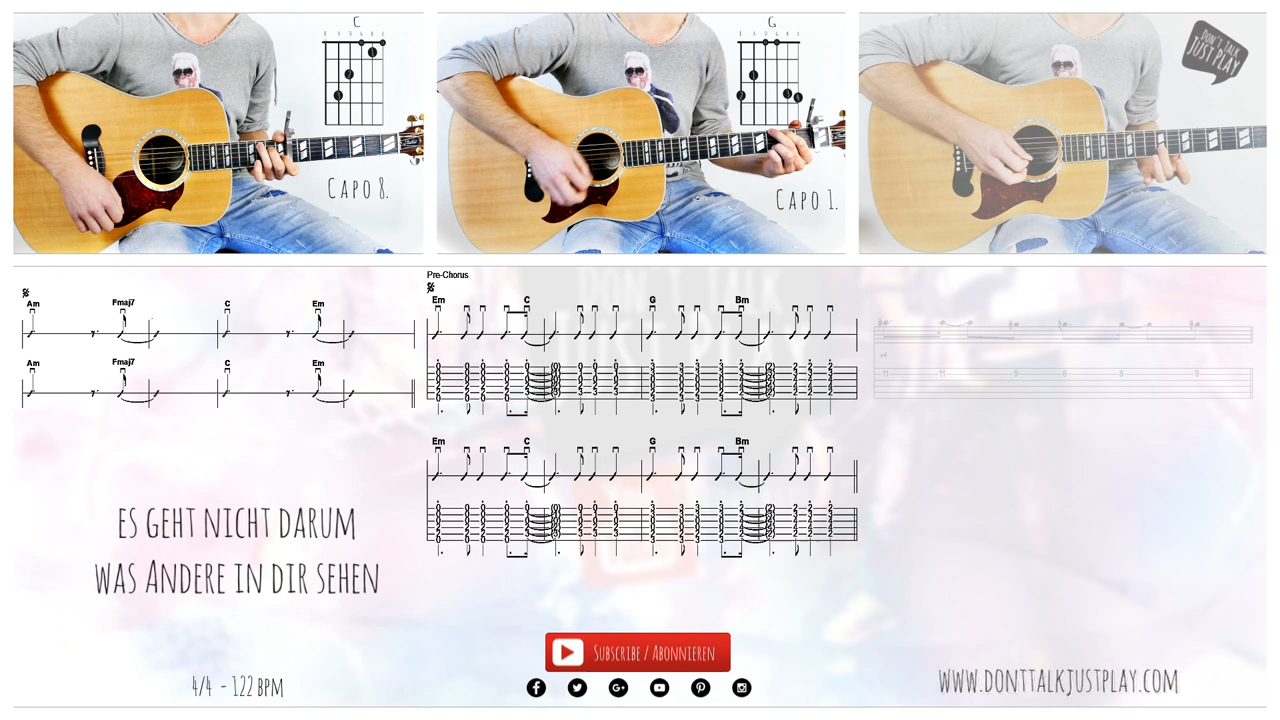 C
Capo 8.
G
Capo 1.
DON'T TALK
JUST PLAY
Am Fmaj7 C Em
Am Fmaj7 C Em
Pre-Chorus
Em C G Bm
Em C G Bm
ES GEHT NICHT DARUM
WAS ANDERE IN DIR SEHEN
4/4 - 122 BPM
Subscribe / Abonnieren
WWW.DONTTALKJUSTPLAY.COM